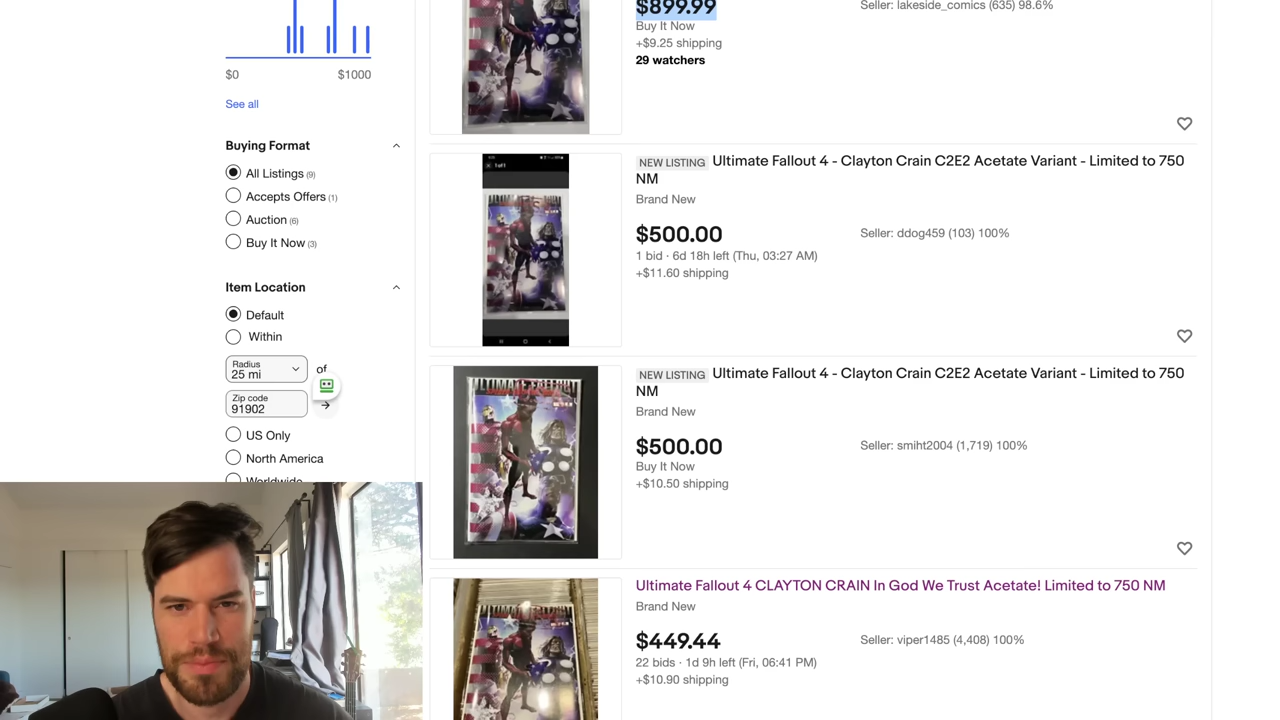 $899.99
Seller: lakeside_comics (635) 98.6%
Buy It Now
+$9.25 shipping
29 watchers
$0 $1000
See all
Buying Format
All Listings (9)
Accepts Offers (1)
Auction (6)
Buy It Now (3)
Item Location
Default
Within
Radius
25 mi
of
Zip code
91902
US Only
North America
Worldwide
NEW LISTING Ultimate Fallout 4 - Clayton Crain C2E2 Acetate Variant - Limited to 750
NM
Brand New
$500.00
Seller: ddog459 (103) 100%
1 bid · 6d 18h left (Thu, 03:27 AM)
+$11.60 shipping
NEW LISTING Ultimate Fallout 4 - Clayton Crain C2E2 Acetate Variant - Limited to 750
NM
Brand New
$500.00
Seller: smiht2004 (1,719) 100%
Buy It Now
+$10.50 shipping
Ultimate Fallout 4 CLAYTON CRAIN In God We Trust Acetate! Limited to 750 NM
Brand New
$449.44
Seller: viper1485 (4,408) 100%
22 bids · 1d 9h left (Fri, 06:41 PM)
+$10.90 shipping